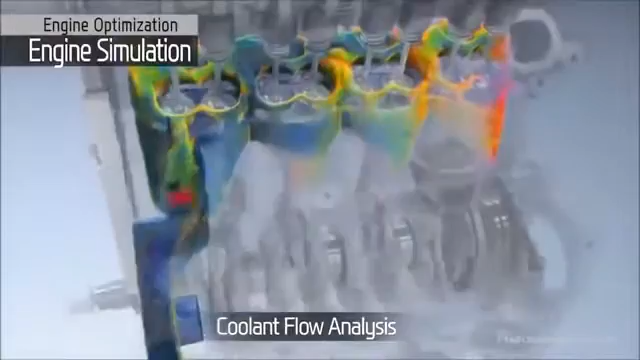 Engine Optimization
Engine Simulation
Coolant Flow Analysis